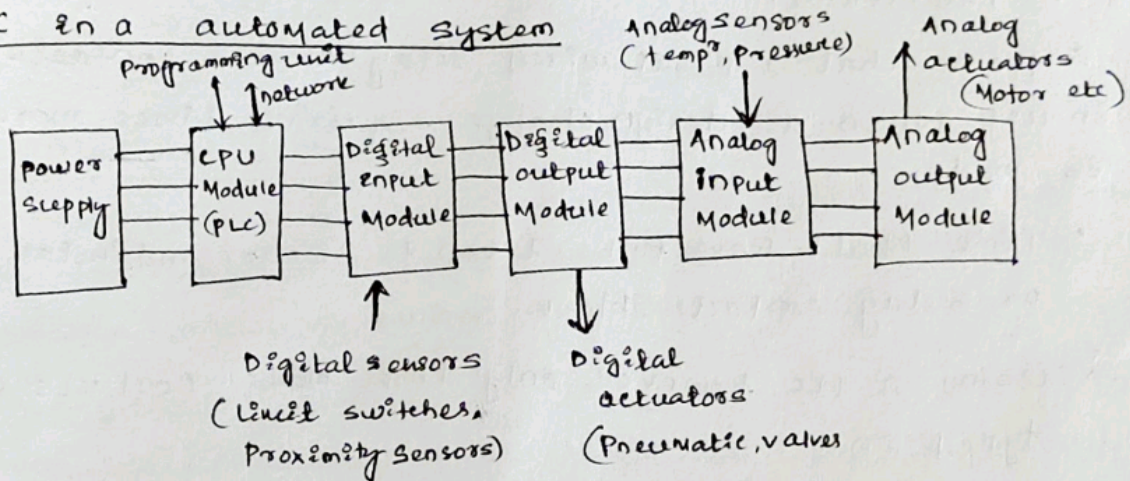 in a automated system
Programming unit
network
Analog sensors
(tempr, pressure)
Analog
actuators
(Motor etc)
Power
supply
CPU
Module
(PLC)
Digital
input
Module
Digital
output
Module
Analog
input
Module
Analog
output
Module
Digital sensors
(Limit switches,
Proximity sensors)
Digital
actuators
(Pneumatic, valves